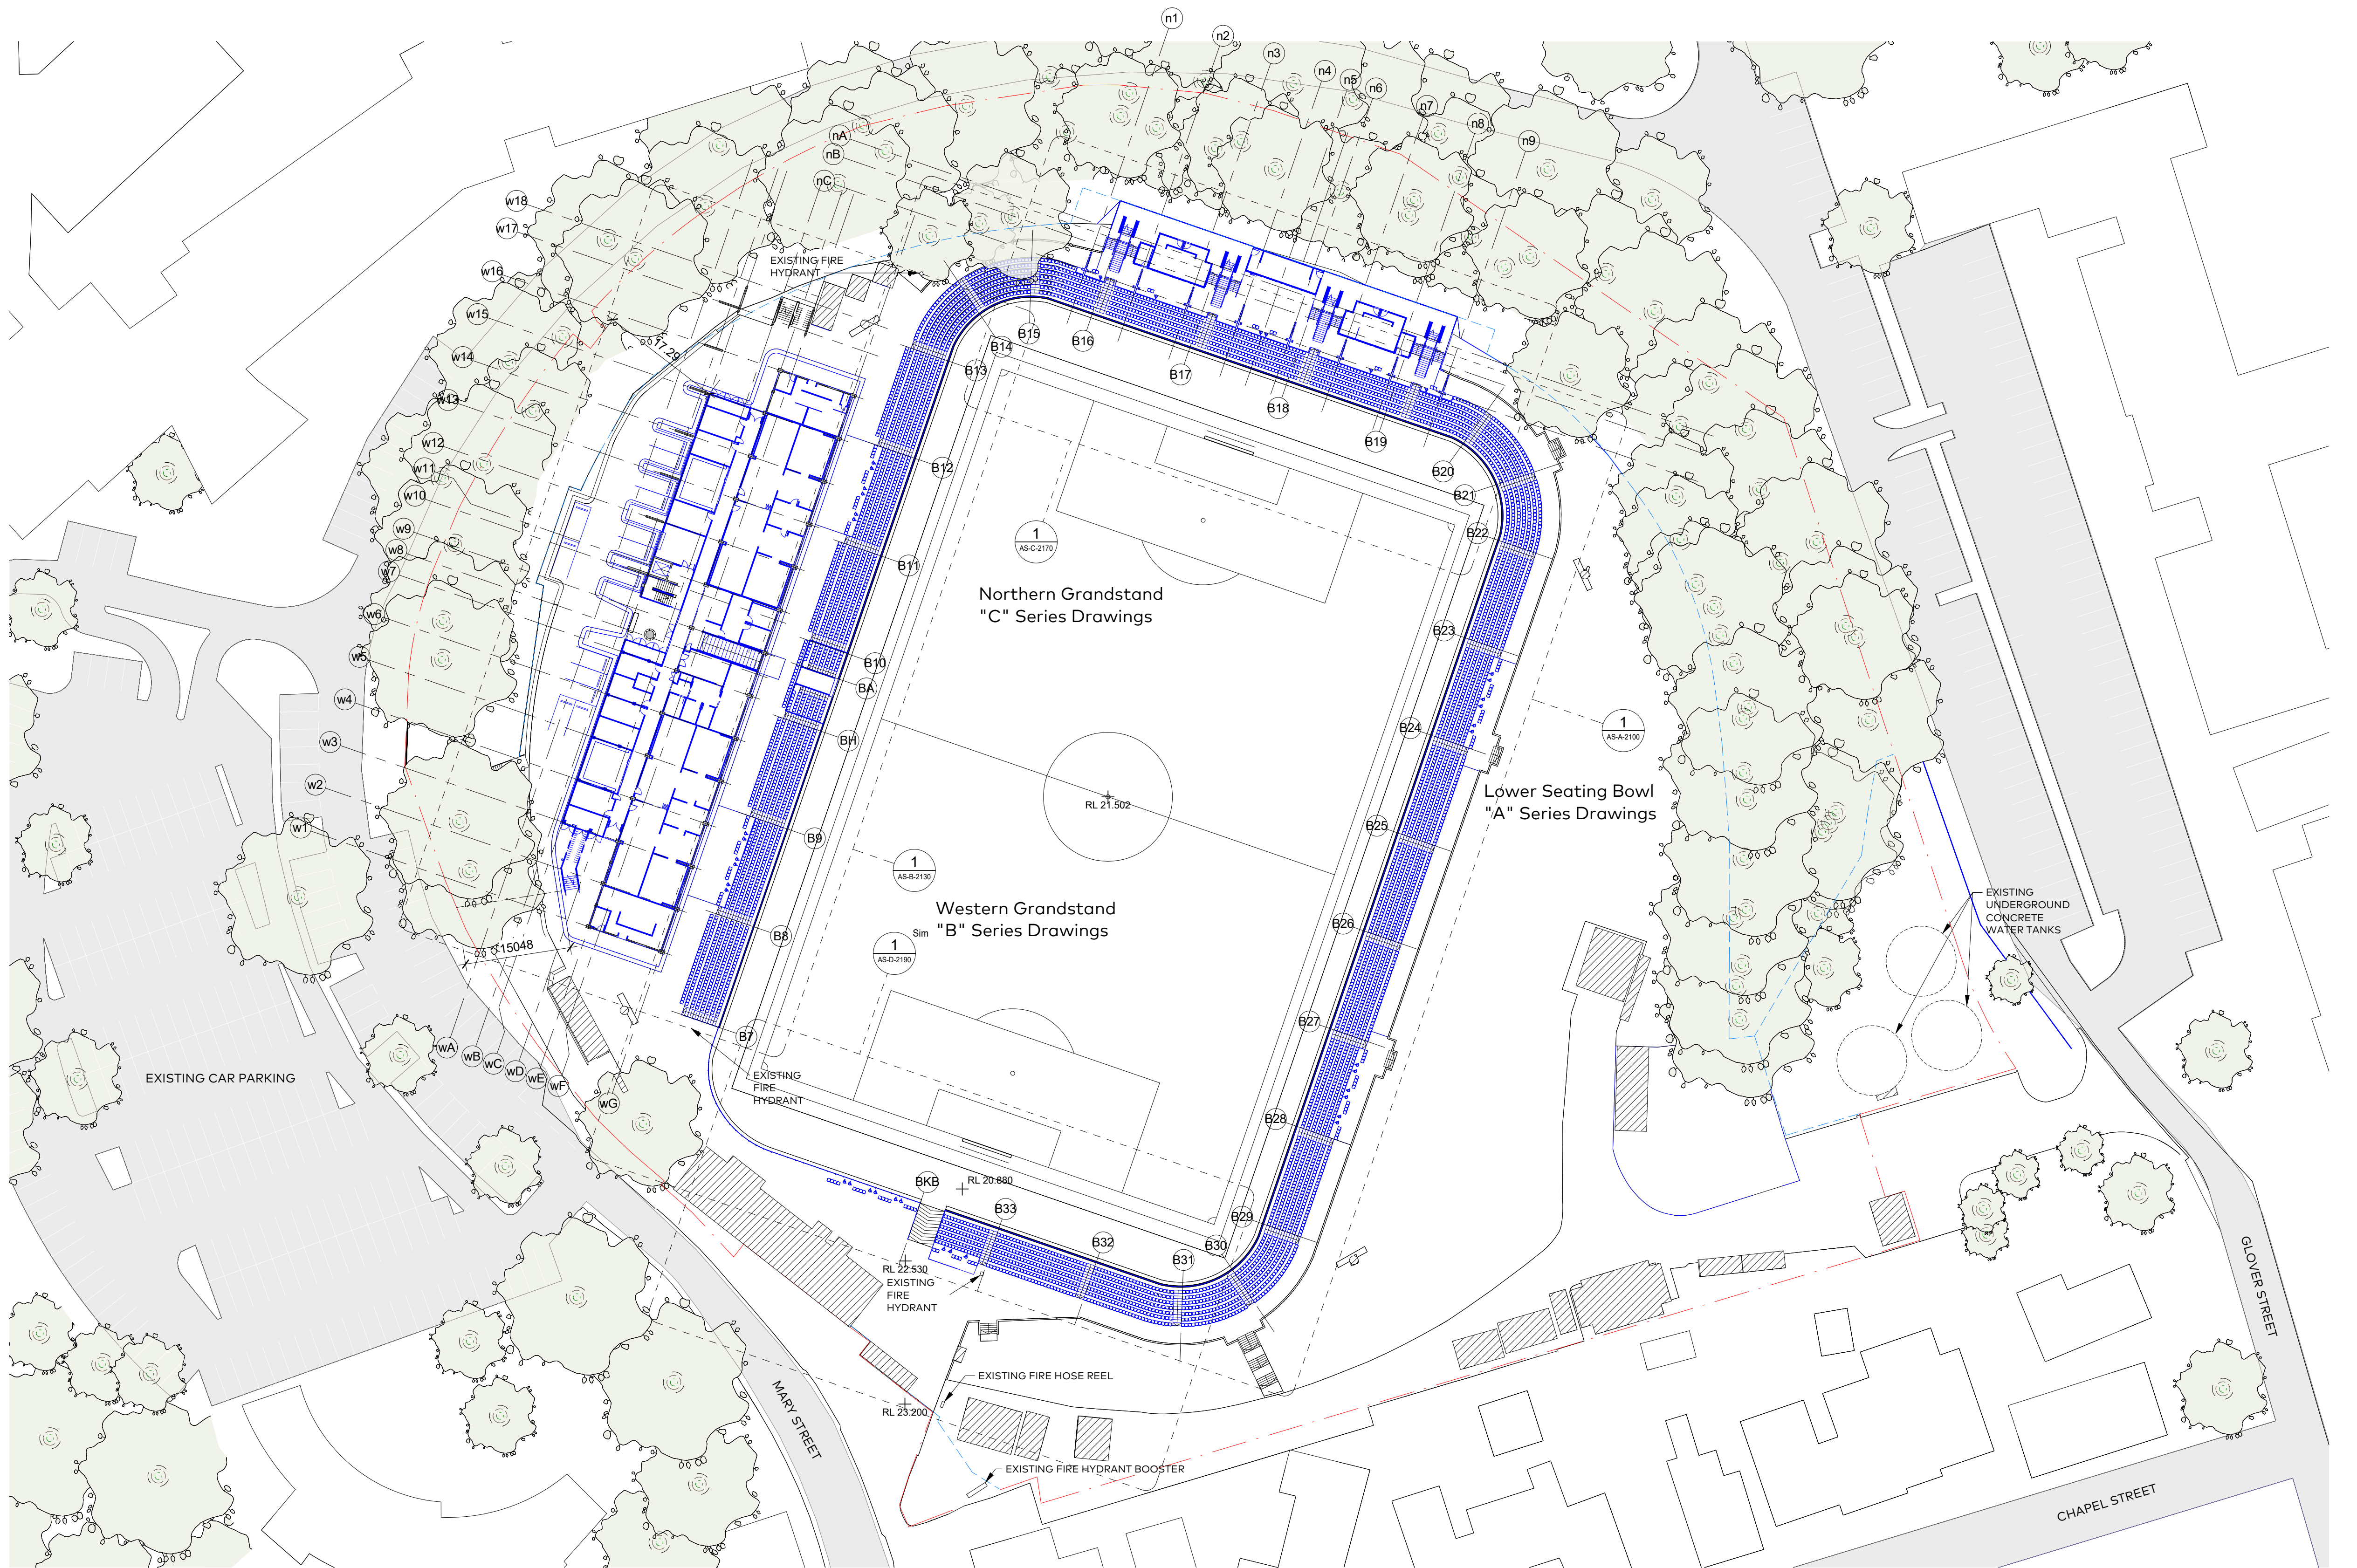 n1
n2
n3
n4
n5
n6
n7
n8
n9
nA
nB
nC
w18
w17
w16
w15
w14
w13
w12
w11
w10
w9
w8
w7
w6
w5
w4
w3
w2
w1
EXISTING FIRE
HYDRANT
B15
B14
B16
B13
B17
B18
B19
B12
B20
B21
B22
B11
B23
B10
BA
B24
BH
B9
B25
B8
B26
B7
B27
B28
B29
B30
B31
B32
B33
BKB
1
AS-C-2170
Northern Grandstand
"C" Series Drawings
1
AS-A-2100
Lower Seating Bowl
"A" Series Drawings
RL 21.502
1
AS-B-2130
Western Grandstand
"B" Series Drawings
Sim
1
AS-D-2190
15048
wA
wB
wC
wD
wE
wF
wG
EXISTING CAR PARKING
EXISTING
FIRE
HYDRANT
EXISTING
UNDERGROUND
CONCRETE
WATER TANKS
RL 20.880
RL 22.530
EXISTING
FIRE
HYDRANT
EXISTING FIRE HOSE REEL
RL 23.200
EXISTING FIRE HYDRANT BOOSTER
MARY STREET
GLOVER STREET
CHAPEL STREET